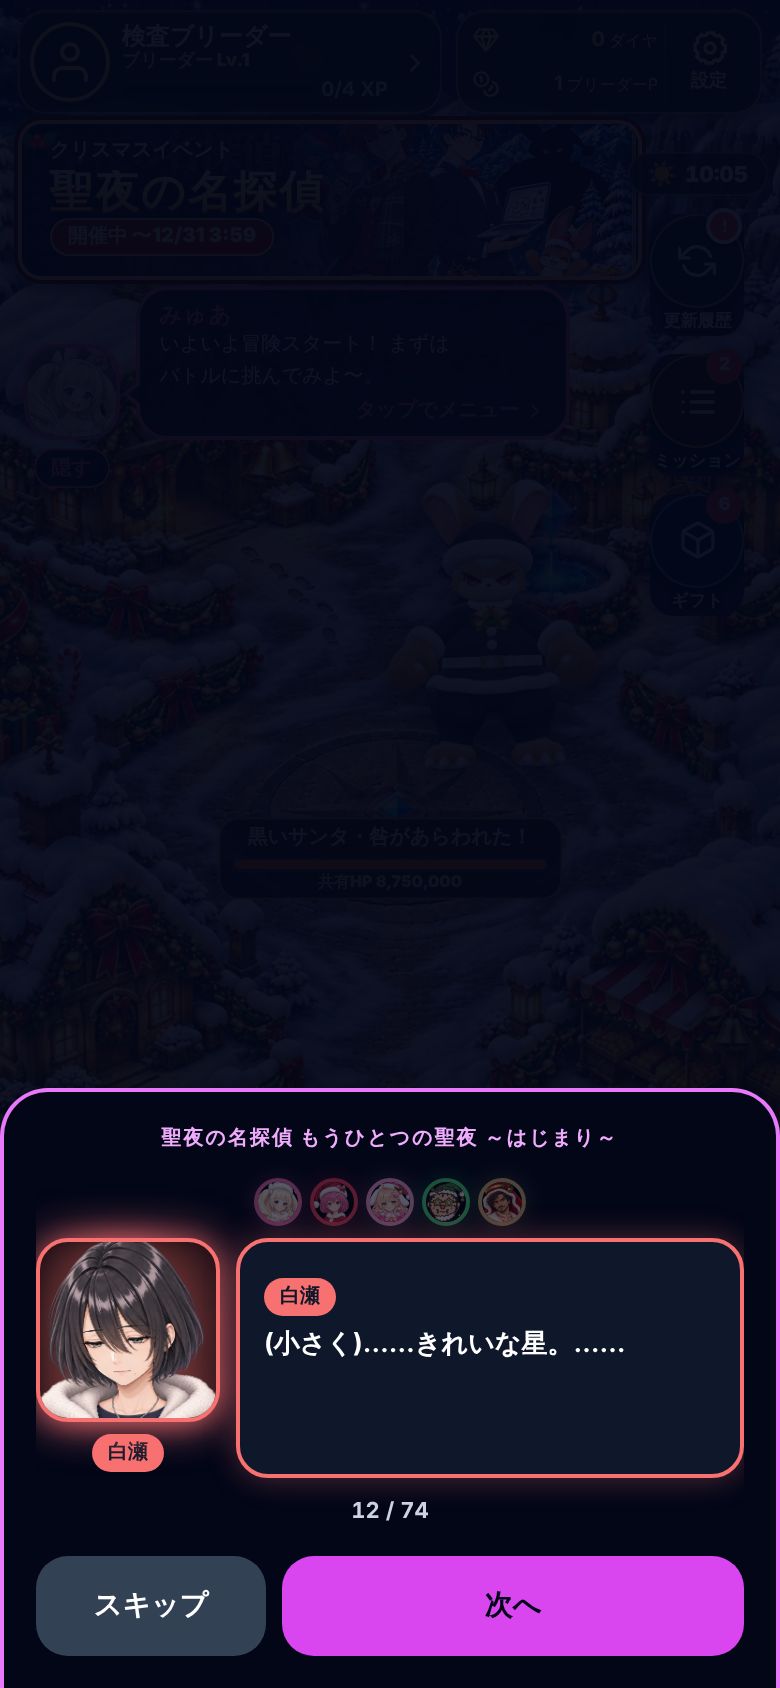 検査ブリーダー
ブリーダー Lv.1
0/4 XP
0 ダイヤ
1 ブリーダーP
設定
クリスマスイベント
聖夜の名探偵
開催中 〜12/31 3:59
10:05
!
更新履歴
みゅあ
いよいよ冒険スタート！ まずは
バトルに挑んでみよ〜。
タップでメニュー
隠す
2
ミッション
6
ギフト
黒いサンタ・咎があらわれた！
共有HP 8,750,000
聖夜の名探偵 もうひとつの聖夜 ～はじまり～
白瀬
(小さく)……きれいな星。……
白瀬
12 / 74
スキップ
次へ